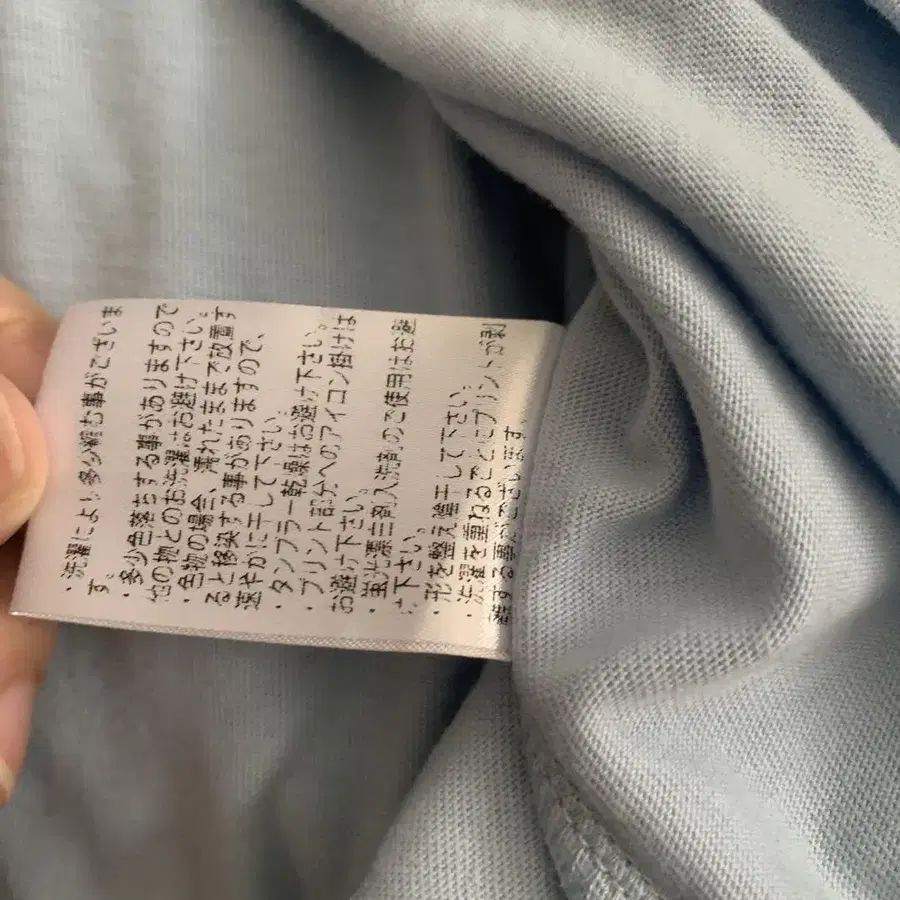 ・洗濯により多少縮む事がございま
す。
・多少色落ちする事がありますので
他の物とのお洗濯はお避け下さい。
・色物の場合、濡れたままで放置す
ると移染する事がありますので、
速やかに干して下さい。
・タンブラー乾燥はお避け下さい。
・プリント部分へのアイロン掛けは
お避け下さい。
・蛍光漂白剤入洗剤のご使用はお避
け下さい。
・形を整え陰干して下さい。
・洗濯を重ねるごとにプリントが剥
離する事がございます。